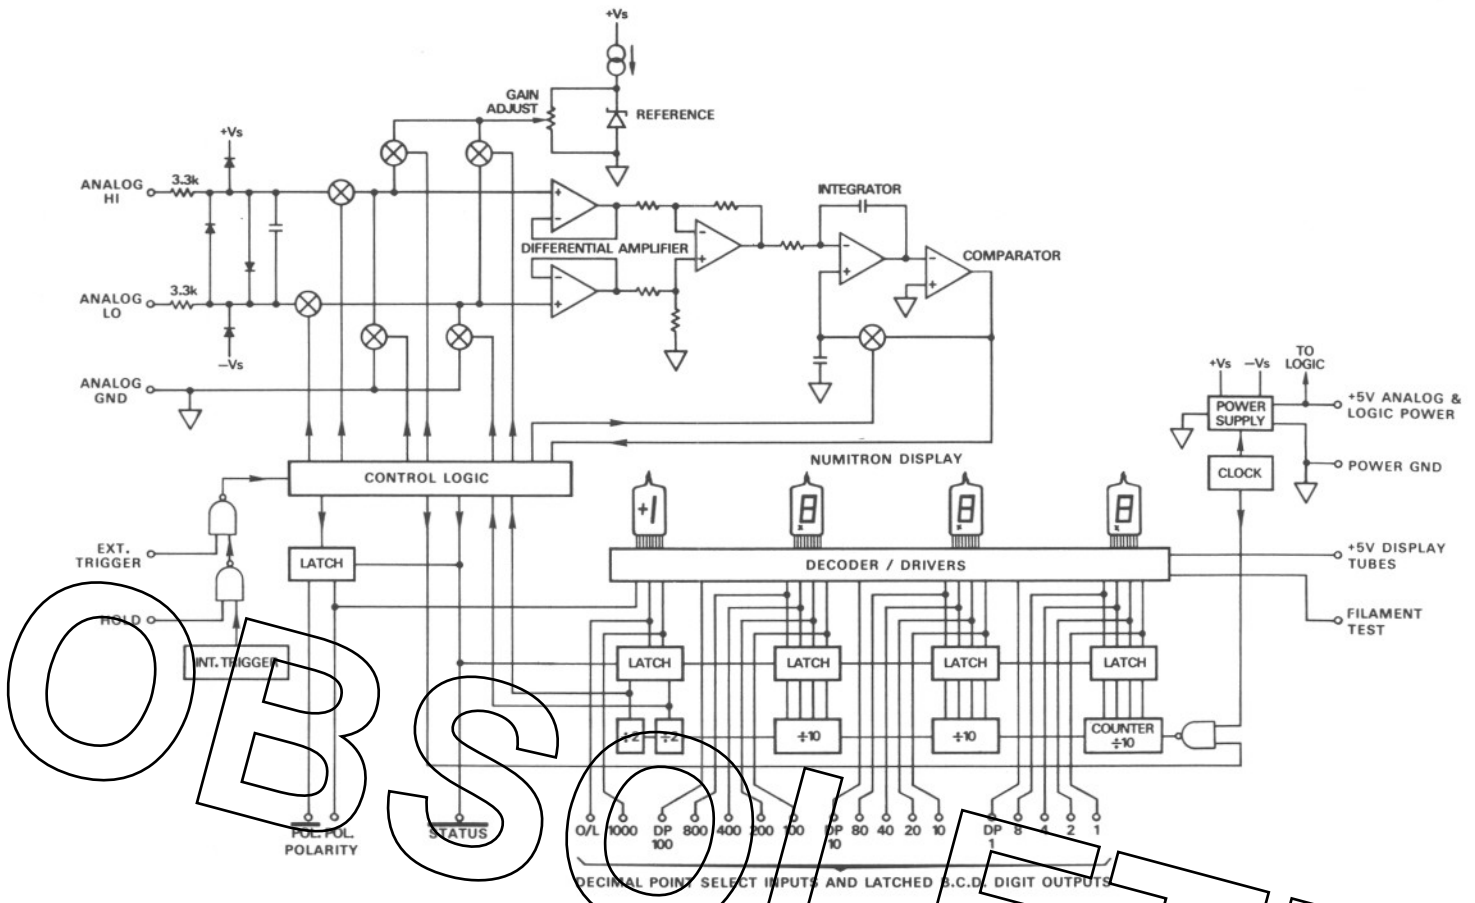 +Vs
GAIN
ADJUST
REFERENCE
+Vs
ANALOG
HI
3.3k
INTEGRATOR
DIFFERENTIAL AMPLIFIER
COMPARATOR
ANALOG
LO
3.3k
−Vs
ANALOG
GND
+Vs
−Vs
TO
LOGIC
POWER
SUPPLY
+5V ANALOG &
LOGIC POWER
CLOCK
POWER GND
CONTROL LOGIC
NUMITRON DISPLAY
+1
8
8
8
EXT.
TRIGGER
LATCH
DECODER / DRIVERS
+5V DISPLAY
TUBES
HOLD
FILAMENT
TEST
INT. TRIGGER
LATCH
LATCH
LATCH
LATCH
÷2
÷2
÷10
÷10
COUNTER
÷10
POL. POL.
POLARITY
STATUS
O/L
1000
DP
100
800
400
200
100
DP
10
80
40
20
10
DP
1
8
4
2
1
DECIMAL POINT SELECT INPUTS AND LATCHED B.C.D. DIGIT OUTPUTS
OBSOLETE